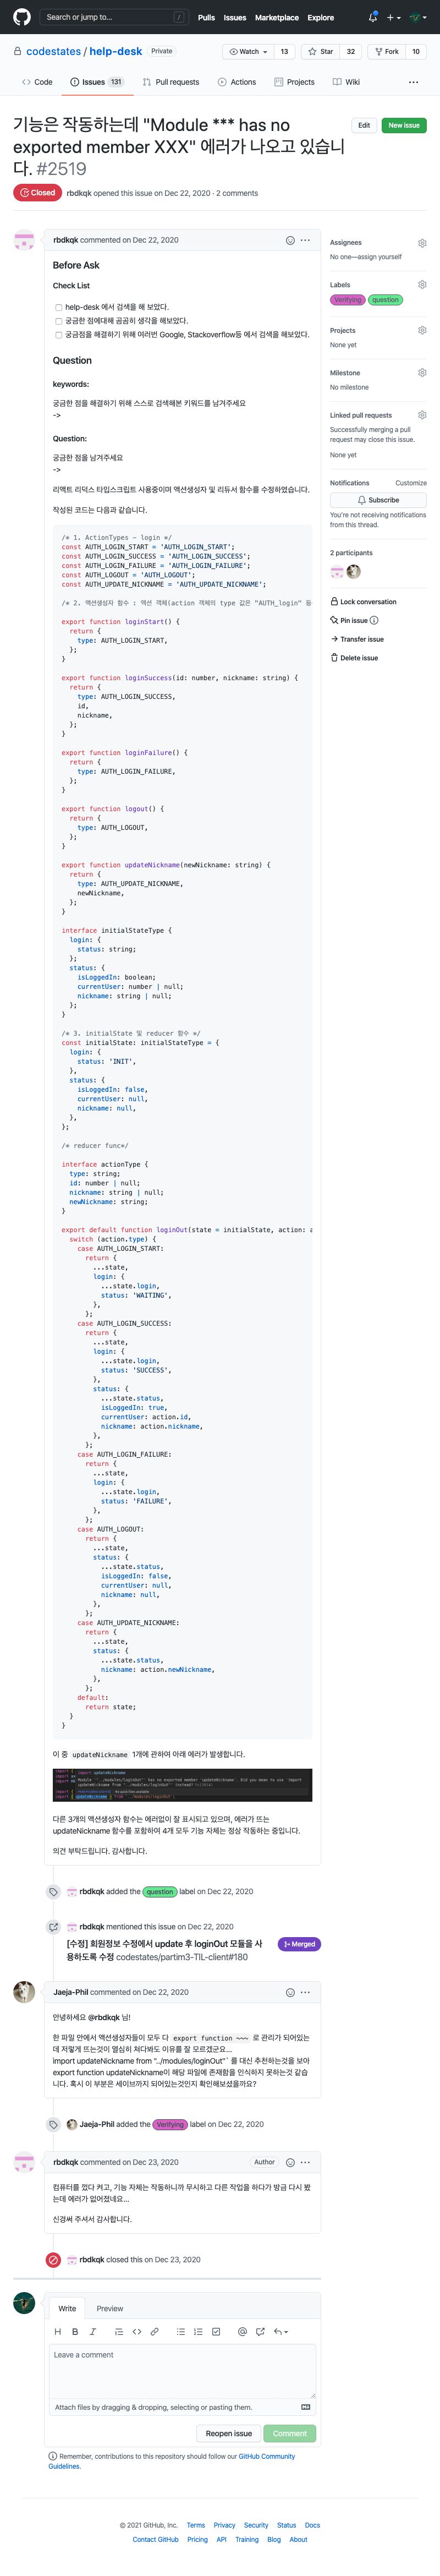 Search or jump to...
/
Pulls Issues Marketplace Explore
codestates / help-desk Private
Watch 13 Star 32 Fork 10
Code Issues 131 Pull requests Actions Projects Wiki
기능은 작동하는데 "Module *** has no
exported member XXX" 에러가 나오고 있습니
다. #2519
Edit New issue
Closed rbdkqk opened this issue on Dec 22, 2020 · 2 comments
rbdkqk commented on Dec 22, 2020
Before Ask
Check List
help-desk 에서 검색을 해 보았다.
궁금한 점에대해 곰곰히 생각을 해보았다.
궁금점을 해결하기 위해 여러번 Google, Stackoverflow등 에서 검색을 해보았다.
Question
keywords:
궁금한 점을 해결하기 위해 스스로 검색해본 키워드를 남겨주세요
->
Question:
궁금한 점을 남겨주세요
->
리액트 리덕스 타입스크립트 사용중이며 액션생성자 및 리듀서 함수를 수정하였습니다.
작성된 코드는 다음과 같습니다.
/* 1. ActionTypes - login */
const AUTH_LOGIN_START = 'AUTH_LOGIN_START';
const AUTH_LOGIN_SUCCESS = 'AUTH_LOGIN_SUCCESS';
const AUTH_LOGIN_FAILURE = 'AUTH_LOGIN_FAILURE';
const AUTH_LOGOUT = 'AUTH_LOGOUT';
const AUTH_UPDATE_NICKNAME = 'AUTH_UPDATE_NICKNAME';
/* 2. 액션생성자 함수 : 액션 객체(action 객체의 type 값은 "AUTH_login" 등
export function loginStart() {
return {
type: AUTH_LOGIN_START,
};
}
export function loginSuccess(id: number, nickname: string) {
return {
type: AUTH_LOGIN_SUCCESS,
id,
nickname,
};
}
export function loginFailure() {
return {
type: AUTH_LOGIN_FAILURE,
};
}
export function logout() {
return {
type: AUTH_LOGOUT,
};
}
export function updateNickname(newNickname: string) {
return {
type: AUTH_UPDATE_NICKNAME,
newNickname,
};
}
interface initialStateType {
login: {
status: string;
};
status: {
isLoggedIn: boolean;
currentUser: number | null;
nickname: string | null;
};
}
/* 3. initialState 및 reducer 함수 */
const initialState: initialStateType = {
login: {
status: 'INIT',
},
status: {
isLoggedIn: false,
currentUser: null,
nickname: null,
},
};
/* reducer func*/
interface actionType {
type: string;
id: number | null;
nickname: string | null;
newNickname: string;
}
export default function loginOut(state = initialState, action: a
switch (action.type) {
case AUTH_LOGIN_START:
return {
...state,
login: {
...state.login,
status: 'WAITING',
},
};
case AUTH_LOGIN_SUCCESS:
return {
...state,
login: {
...state.login,
status: 'SUCCESS',
},
status: {
...state.status,
isLoggedIn: true,
currentUser: action.id,
nickname: action.nickname,
},
};
case AUTH_LOGIN_FAILURE:
return {
...state,
login: {
...state.login,
status: 'FAILURE',
},
};
case AUTH_LOGOUT:
return {
...state,
status: {
...state.status,
isLoggedIn: false,
currentUser: null,
nickname: null,
},
};
case AUTH_UPDATE_NICKNAME:
return {
...state,
status: {
...state.status,
nickname: action.newNickname,
},
};
default:
return state;
}
}
이 중 updateNickname 1개에 관하여 아래 에러가 발생합니다.
다른 3개의 액션생성자 함수는 에러없이 잘 표시되고 있으며, 에러가 뜨는
updateNickname 함수를 포함하여 4개 모두 기능 자체는 정상 작동하는 중입니다.
의견 부탁드립니다. 감사합니다.
rbdkqk added the question label on Dec 22, 2020
rbdkqk mentioned this issue on Dec 22, 2020
[수정] 회원정보 수정에서 update 후 loginOut 모듈을 사
용하도록 수정 codestates/partim3-TIL-client#180
Merged
Jaeja-Phil commented on Dec 22, 2020
안녕하세요 @rbdkqk 님!
한 파일 안에서 액션생성자들이 모두 다 export function ~~~ 로 관리가 되어있는
데 저렇게 뜨는것이 열심히 쳐다봐도 이유를 잘 모르겠군요...
import updateNickname from "../modules/loginOut"` 를 대신 추천하는것을 보아
export function updateNickname이 해당 파일에 존재함을 인식하지 못하는것 같습
니다. 혹시 이 부분은 세이브까지 되어있는것인지 확인해보셨을까요?
Jaeja-Phil added the Verifying label on Dec 22, 2020
rbdkqk commented on Dec 23, 2020 Author
컴퓨터를 껐다 켜고, 기능 자체는 작동하니까 무시하고 다른 작업을 하다가 방금 다시 봤
는데 에러가 없어졌네요...
신경써 주셔서 감사합니다.
rbdkqk closed this on Dec 23, 2020
Write Preview
Leave a comment
Attach files by dragging & dropping, selecting or pasting them.
Reopen issue Comment
Remember, contributions to this repository should follow our GitHub Community
Guidelines.
Assignees
No one—assign yourself
Labels
Verifying question
Projects
None yet
Milestone
No milestone
Linked pull requests
Successfully merging a pull
request may close this issue.
None yet
Notifications Customize
Subscribe
You're not receiving notifications
from this thread.
2 participants
Lock conversation
Pin issue
Transfer issue
Delete issue
© 2021 GitHub, Inc. Terms Privacy Security Status Docs
Contact GitHub Pricing API Training Blog About